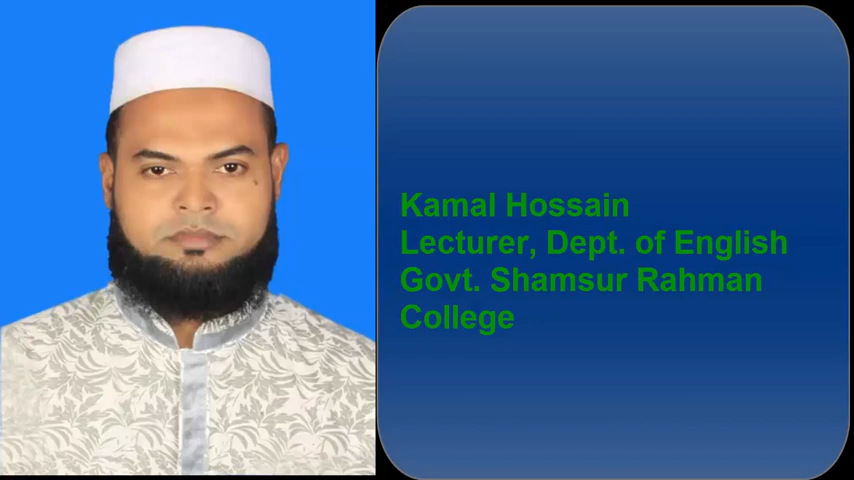 Kamal Hossain
Lecturer, Dept. of English
Govt. Shamsur Rahman
College